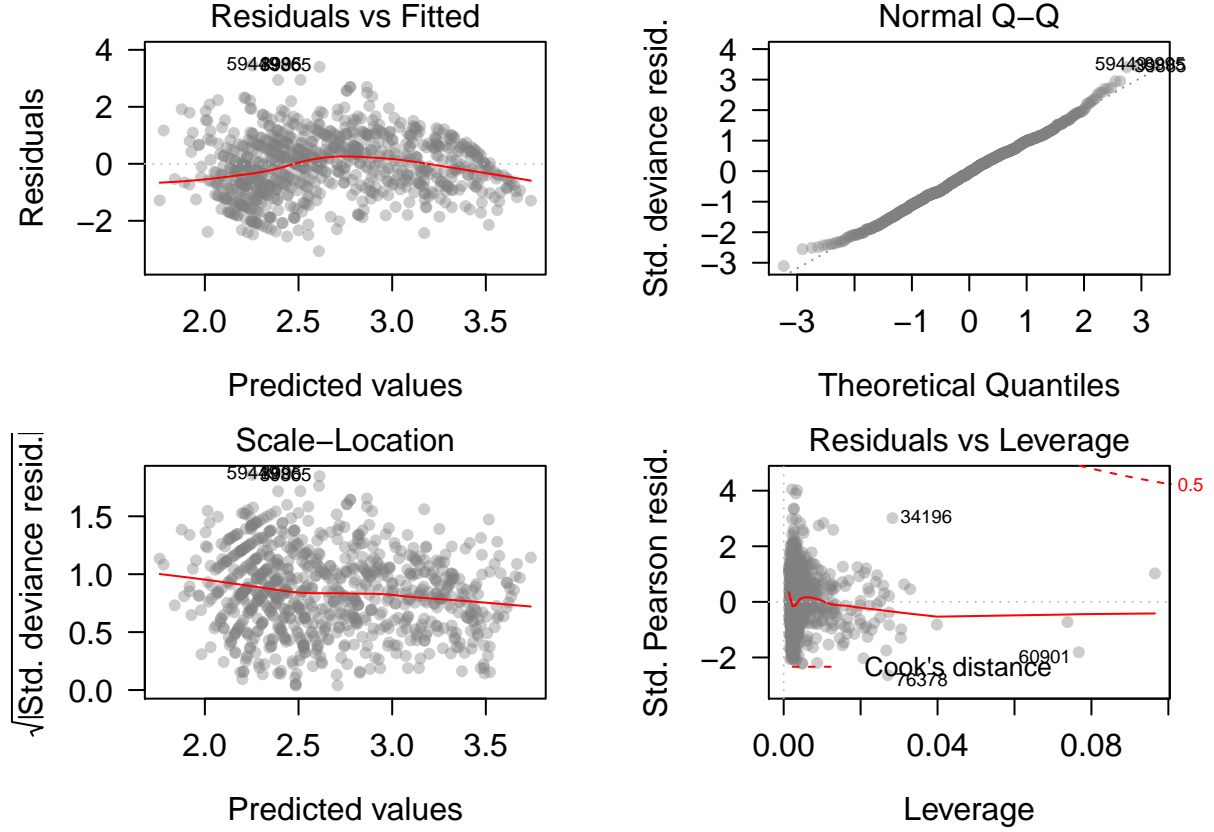 Residuals vs Fitted
Residuals
4
2
0
−2
2.0 2.5 3.0 3.5
Predicted values
Normal Q−Q
Std. deviance resid.
4
3
2
1
0
−1
−2
−3
−3 −1 0 1 2 3
Theoretical Quantiles
Scale−Location
√|Std. deviance resid.|
1.5
1.0
0.5
0.0
2.0 2.5 3.0 3.5
Predicted values
Residuals vs Leverage
Std. Pearson resid.
4
2
0
−2
0.5
34196
60901
Cook's distance
76378
0.00 0.04 0.08
Leverage